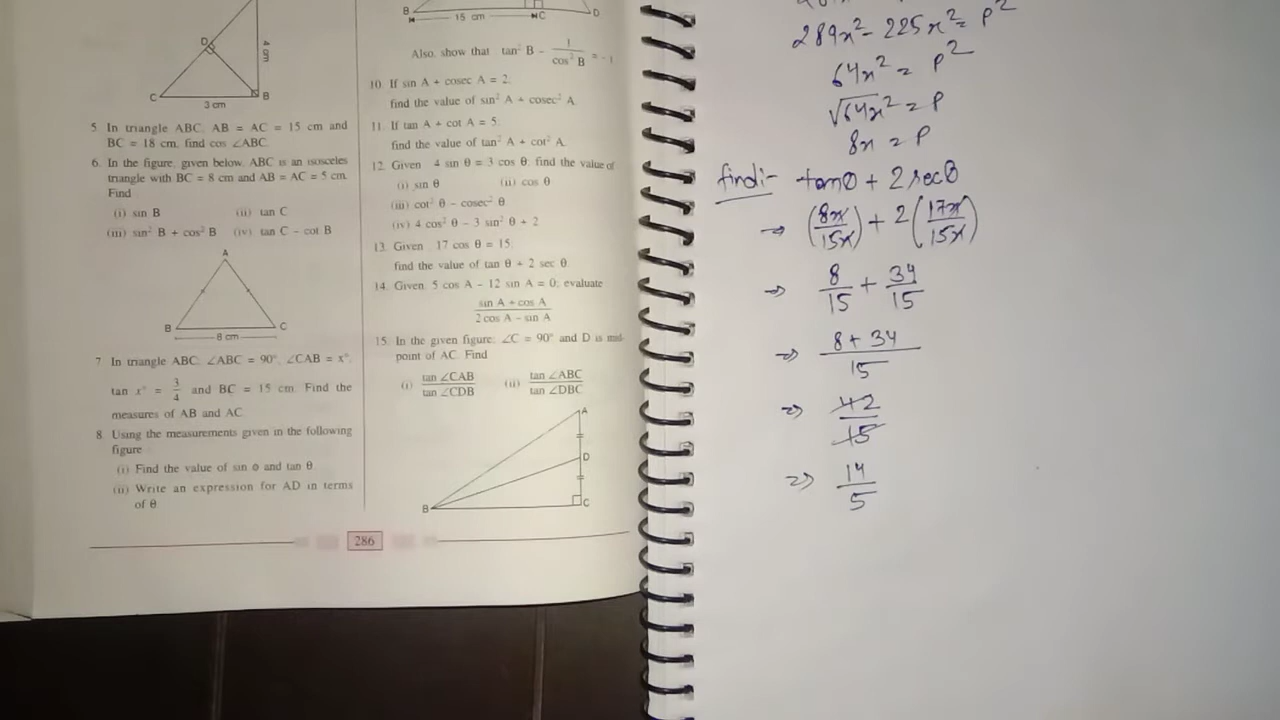 D
4 cm
C
B
3 cm
5. In triangle ABC, AB = AC = 15 cm and
BC = 18 cm, find cos ∠ABC.
6. In the figure, given below, ABC is an isosceles
triangle with BC = 8 cm and AB = AC = 5 cm.
Find
(i) sin B (ii) tan C
(iii) sin² B + cos² B (iv) tan C - cot B
A
B
C
8 cm
7 In triangle ABC; ∠ABC = 90°, ∠CAB = x°,
tan x° = 3/4 and BC = 15 cm. Find the
measures of AB and AC.
8 Using the measurements given in the following
figure
(i) Find the value of sin ϕ and tan θ
(ii) Write an expression for AD in terms
of θ
B
15 cm
C
D
Also, show that tan² B - 1/cos² B = - 1
10. If sin A + cosec A = 2;
find the value of sin² A + cosec² A.
11. If tan A + cot A = 5;
find the value of tan² A + cot² A.
12. Given 4 sin θ = 3 cos θ; find the value of
(i) sin θ (ii) cos θ
(iii) cot² θ - cosec² θ
(iv) 4 cos² θ - 3 sin² θ + 2
13. Given 17 cos θ = 15;
find the value of tan θ + 2 sec θ.
14. Given 5 cos A - 12 sin A = 0; evaluate
sin A + cos A
2 cos A - sin A
15. In the given figure; ∠C = 90° and D is mid-
point of AC. Find
(i) tan ∠CAB / tan ∠CDB (ii) tan ∠ABC / tan ∠DBC
A
D
B
C
286
289x² - 225x² = P²
64x² = P²
√64x² = P
8x = P
find:- tanθ + 2 secθ
⇒ (8x/15x) + 2 (17x/15x)
⇒ 8/15 + 34/15
⇒ 8 + 34 / 15
⇒ 42/15
⇒ 14/5